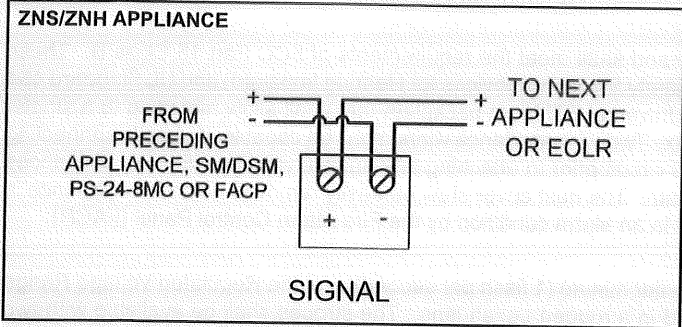 ZNS/ZNH APPLIANCE
+ +
- -
FROM
PRECEDING
APPLIANCE, SM/DSM,
PS-24-8MC OR FACP
TO NEXT
APPLIANCE
OR EOLR
+ -
SIGNAL